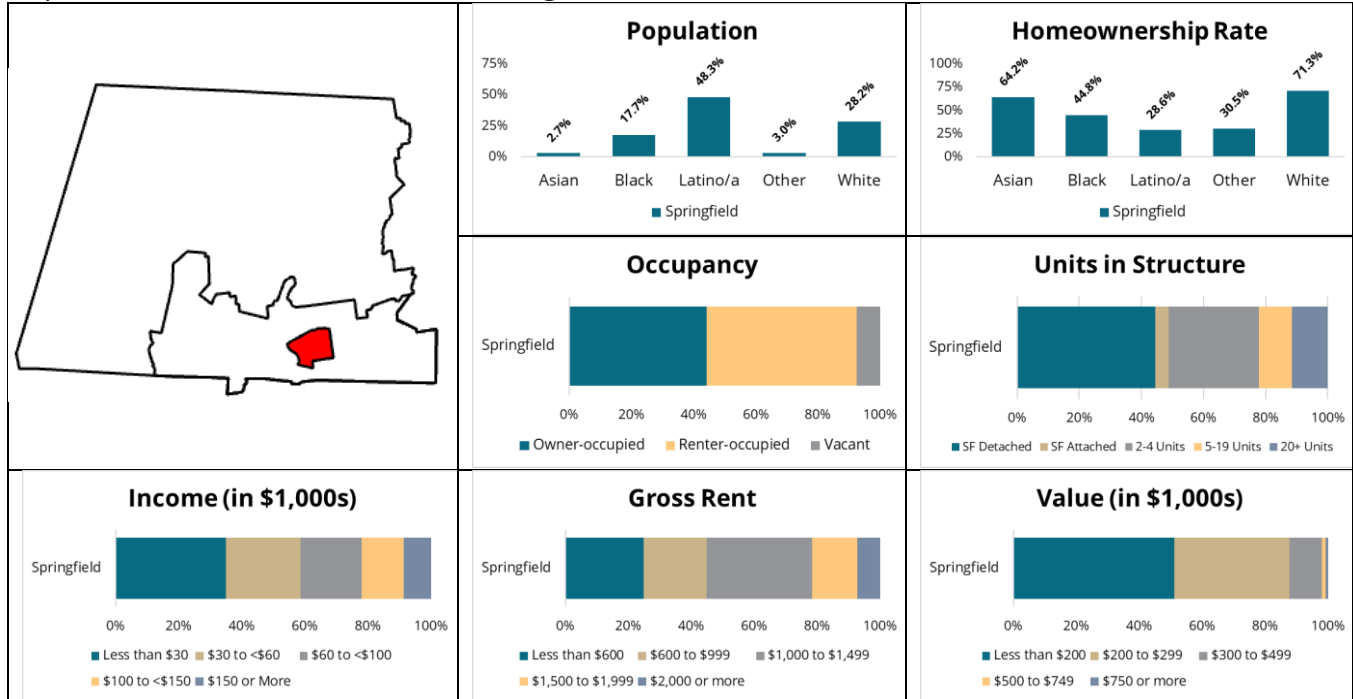 Population
75%
50%
25%
0%
2.7%
17.7%
48.3%
3.0%
28.2%
Asian Black Latino/a Other White
Springfield
Homeownership Rate
100%
75%
50%
25%
0%
64.2%
44.8%
28.6%
30.5%
71.3%
Asian Black Latino/a Other White
Springfield
Occupancy
Springfield
0% 20% 40% 60% 80% 100%
Owner-occupied Renter-occupied Vacant
Units in Structure
Springfield
0% 20% 40% 60% 80% 100%
SF Detached SF Attached 2-4 Units 5-19 Units 20+ Units
Income (in $1,000s)
Springfield
0% 20% 40% 60% 80% 100%
Less than $30 $30 to <$60 $60 to <$100
$100 to <$150 $150 or More
Gross Rent
Springfield
0% 20% 40% 60% 80% 100%
Less than $600 $600 to $999 $1,000 to $1,499
$1,500 to $1,999 $2,000 or more
Value (in $1,000s)
Springfield
0% 20% 40% 60% 80% 100%
Less than $200 $200 to $299 $300 to $499
$500 to $749 $750 or more